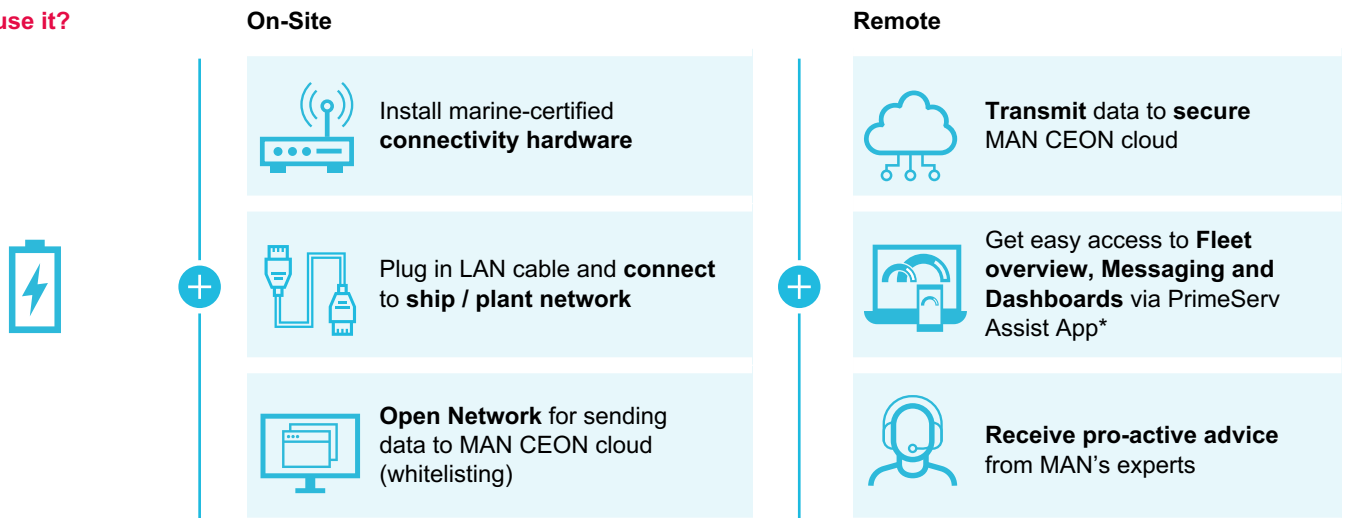 use it?
On-Site
Install marine-certified
connectivity hardware
Plug in LAN cable and connect
to ship / plant network
Open Network for sending
data to MAN CEON cloud
(whitelisting)
Remote
Transmit data to secure
MAN CEON cloud
Get easy access to Fleet
overview, Messaging and
Dashboards via PrimeServ
Assist App*
Receive pro-active advice
from MAN's experts